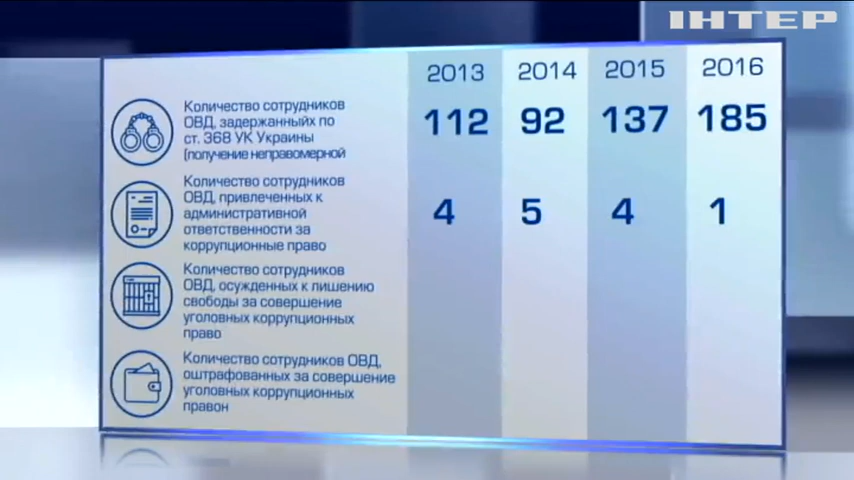 ІНТЕР
2013 2014 2015 2016
Количество сотрудников
ОВД, задержанныйх по
ст. 368 УК Украины
(получение неправомерной
112 92 137 185
Количество сотрудников
ОВД, привлеченных к
административной
ответственности за
коррупционные право
4 5 4 1
Количество сотрудников
ОВД, осужденных к лишению
свободы за совершение
уголовных коррупционных
право
Количество сотрудников ОВД,
оштрафованных за совершение
уголовных коррупционных
правон